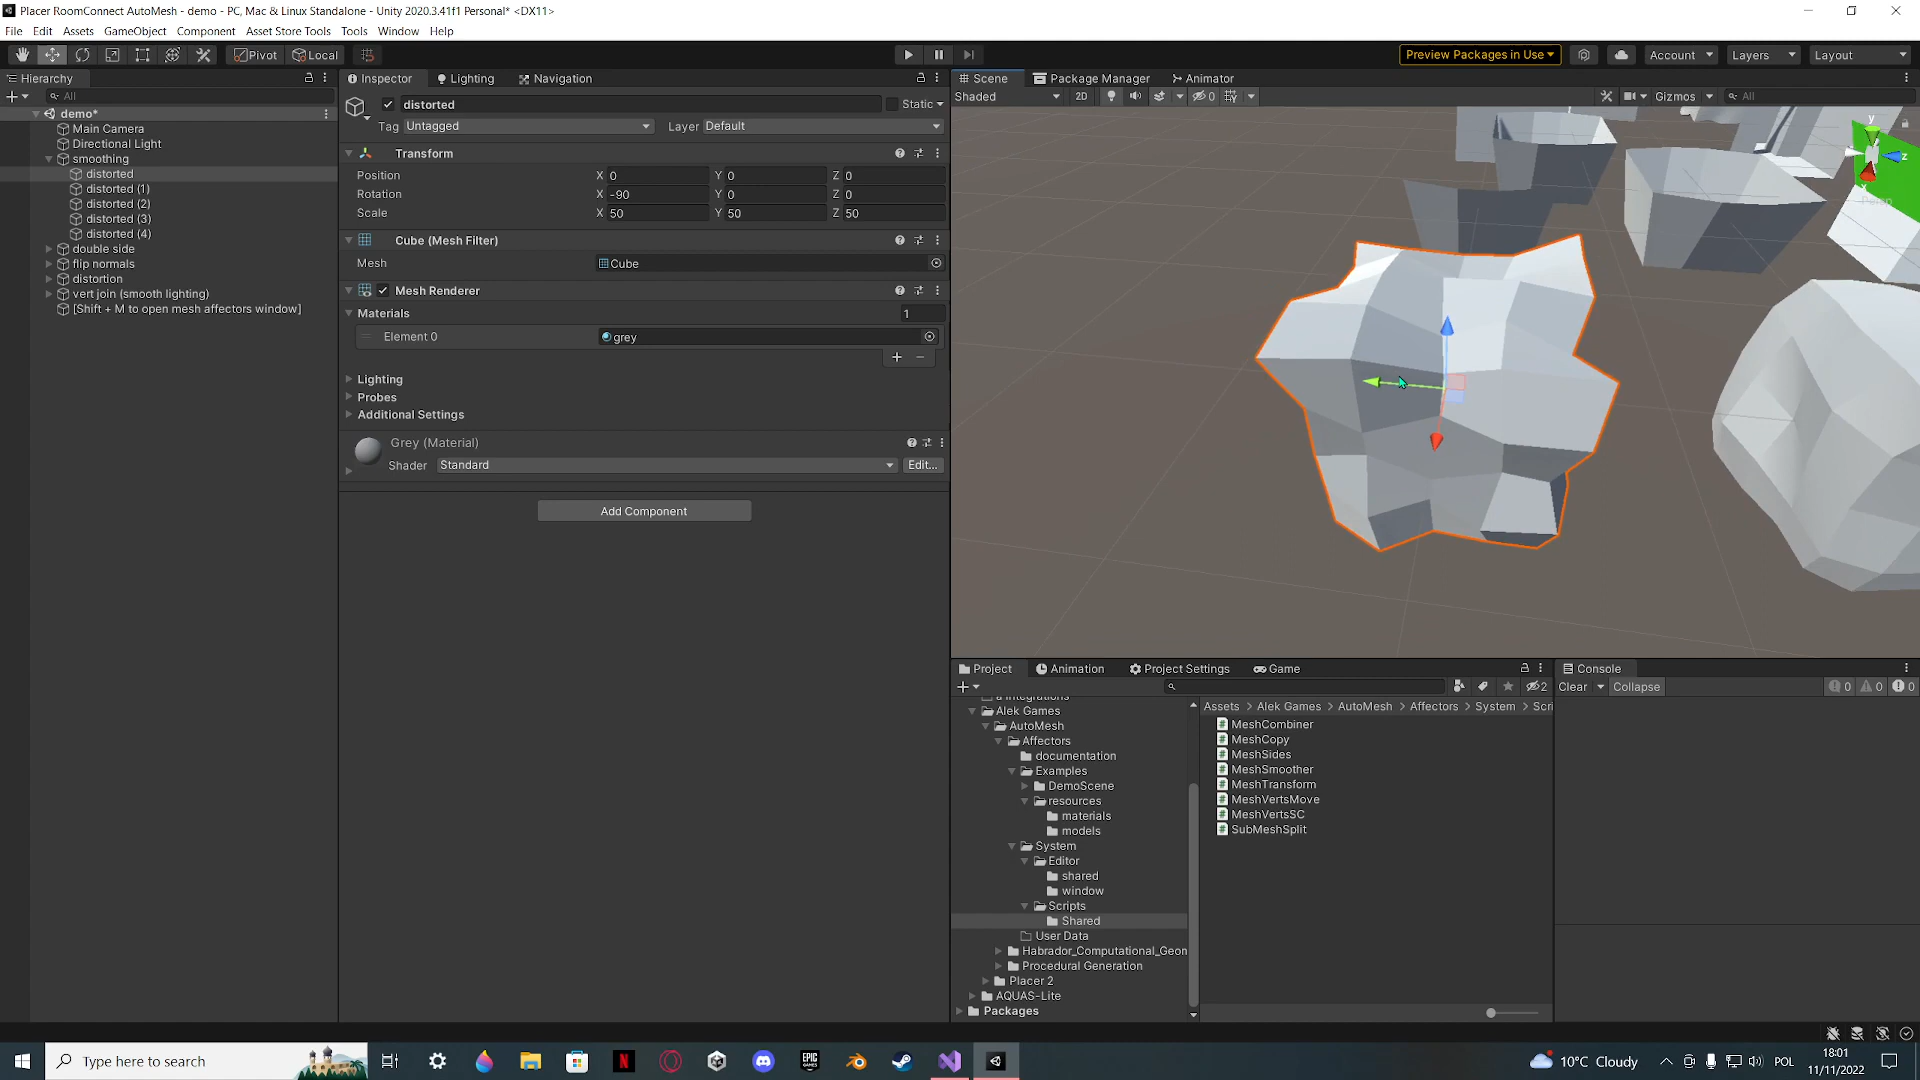 Placer RoomConnect AutoMesh - demo - PC, Mac & Linux Standalone - Unity 2020.3.41f1 Personal* <DX11>
File Edit Assets GameObject Component Asset Store Tools Tools Window Help
Pivot Local Preview Packages in Use Account Layers Layout
Hierarchy
All
demo*
Main Camera
Directional Light
smoothing
distorted
distorted (1)
distorted (2)
distorted (3)
distorted (4)
double side
flip normals
distortion
vert join (smooth lighting)
[Shift + M to open mesh affectors window]
Inspector Lighting Navigation
distorted Static
Tag Untagged Layer Default
Transform
Position X 0 Y 0 Z 0
Rotation X -90 Y 0 Z 0
Scale X 50 Y 50 Z 50
Cube (Mesh Filter)
Mesh Cube
Mesh Renderer
Materials 1
Element 0 grey
Lighting
Probes
Additional Settings
Grey (Material)
Shader Standard Edit...
Add Component
Scene Package Manager Animator
Shaded 2D 0 Gizmos All
y
z
x
Persp
Project Animation Project Settings Game
2
Alek Games
AutoMesh
Affectors
documentation
Examples
DemoScene
resources
materials
models
System
Editor
shared
window
Scripts
Shared
User Data
Habrador_Computational_Geon
Procedural Generation
Placer 2
AQUAS-Lite
Packages
Assets > Alek Games > AutoMesh > Affectors > System > Scri
MeshCombiner
MeshCopy
MeshSides
MeshSmoother
MeshTransform
MeshVertsMove
MeshVertsSC
SubMeshSplit
Console
Clear Collapse 0 0 0
Type here to search
EPIC GAMES
10°C Cloudy
POL
18:01
11/11/2022